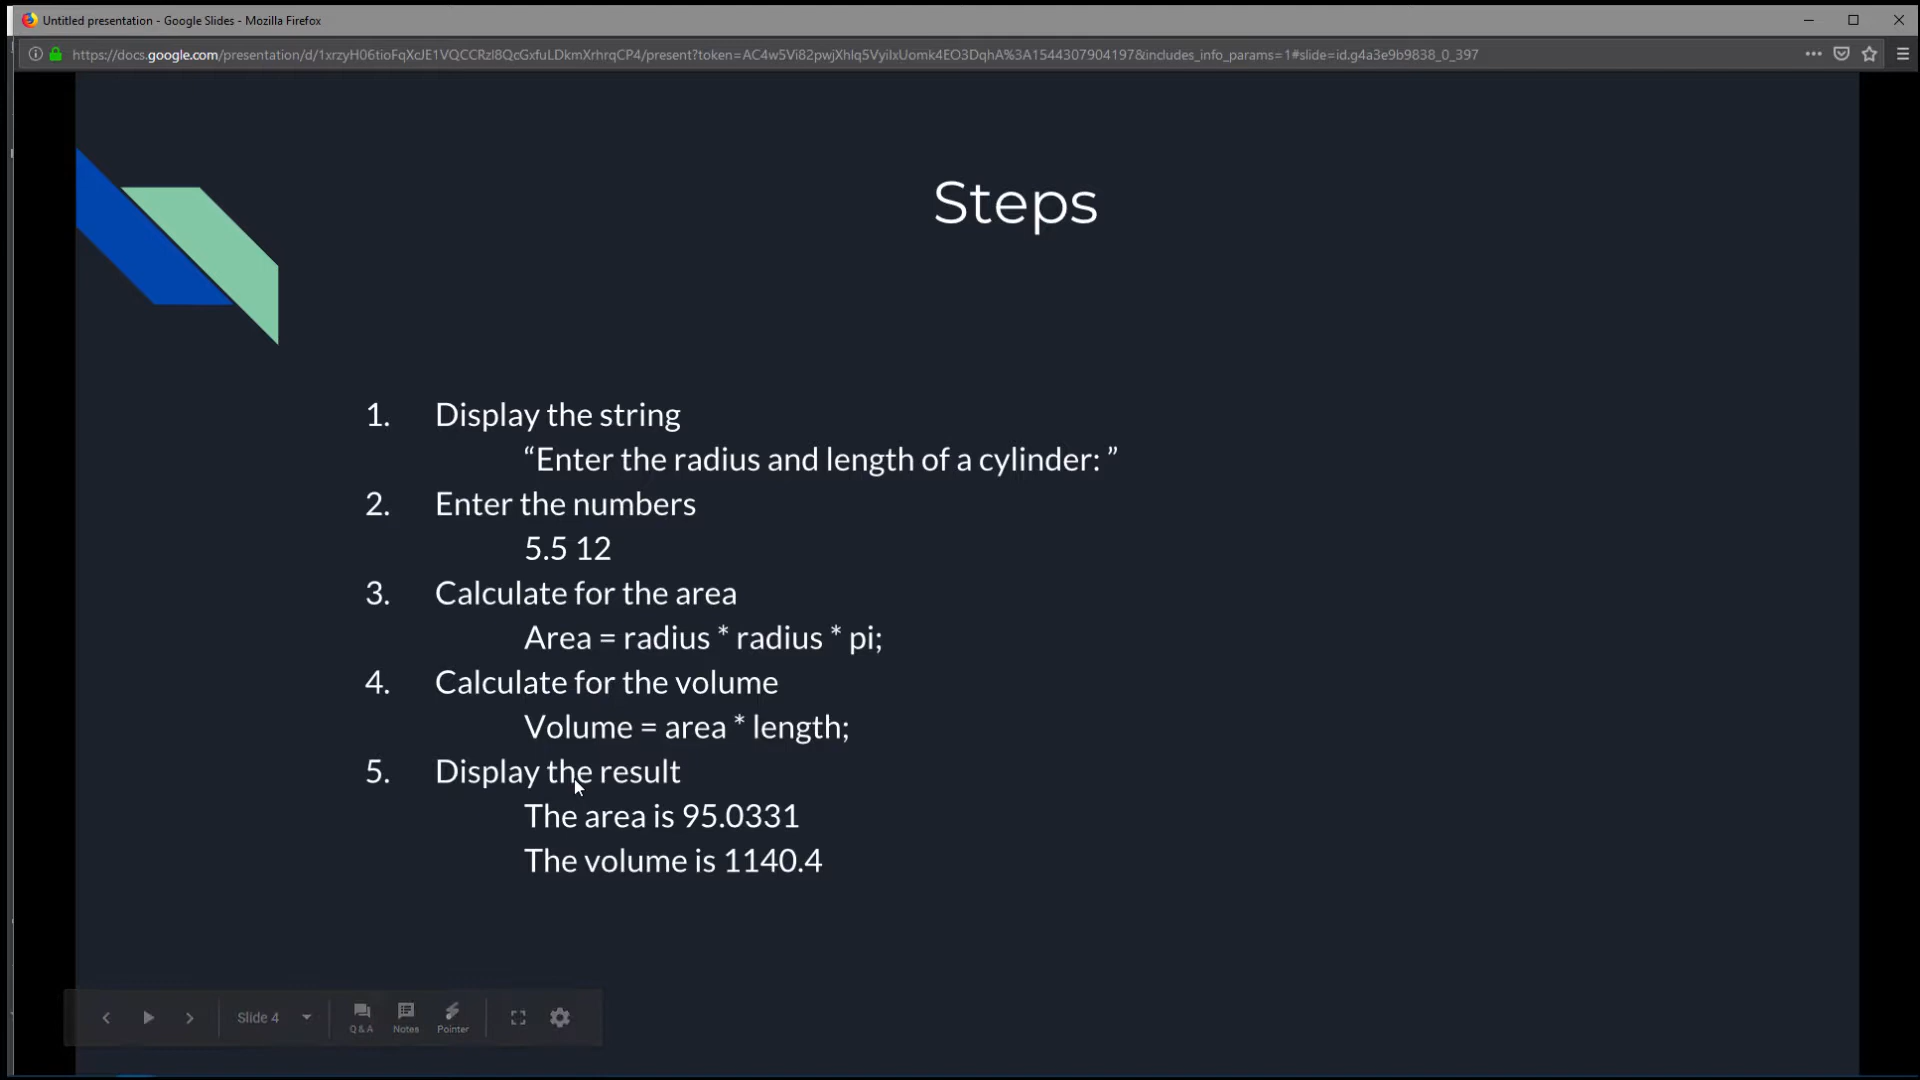 Untitled presentation - Google Slides - Mozilla Firefox
https://docs.google.com/presentation/d/1xrzyH06tioFqXcJE1VQCCRzl8QcGxfuLDkmXrhrqCP4/present?token=AC4w5Vi82pwjXhlq5VyilxUomk4EO3DqhA%3A1544307904197&includes_info_params=1#slide=id.g4a3e9b9838_0_397
Steps
1. Display the string
“Enter the radius and length of a cylinder: ”
2. Enter the numbers
5.5 12
3. Calculate for the area
Area = radius * radius * pi;
4. Calculate for the volume
Volume = area * length;
5. Display the result
The area is 95.0331
The volume is 1140.4
Slide 4
Q & A Notes Pointer